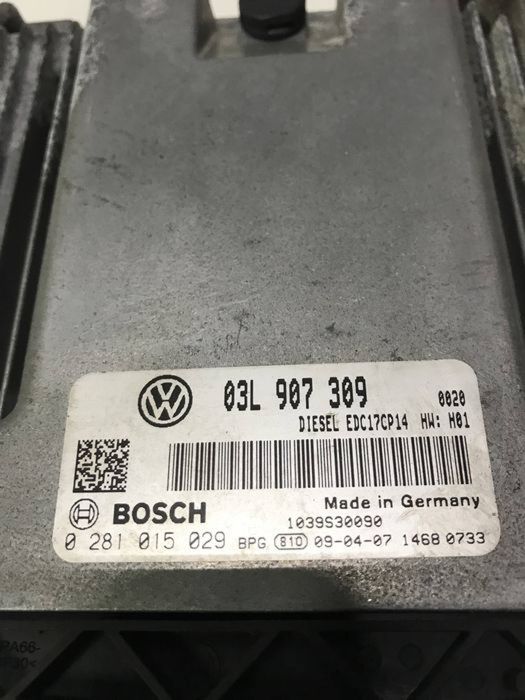 03L 907 309 0020
DIESEL EDC17CP14 HW: H01
BOSCH Made in Germany
1039S30090
0 281 015 029 BPG 810 09-04-07 1468 0733